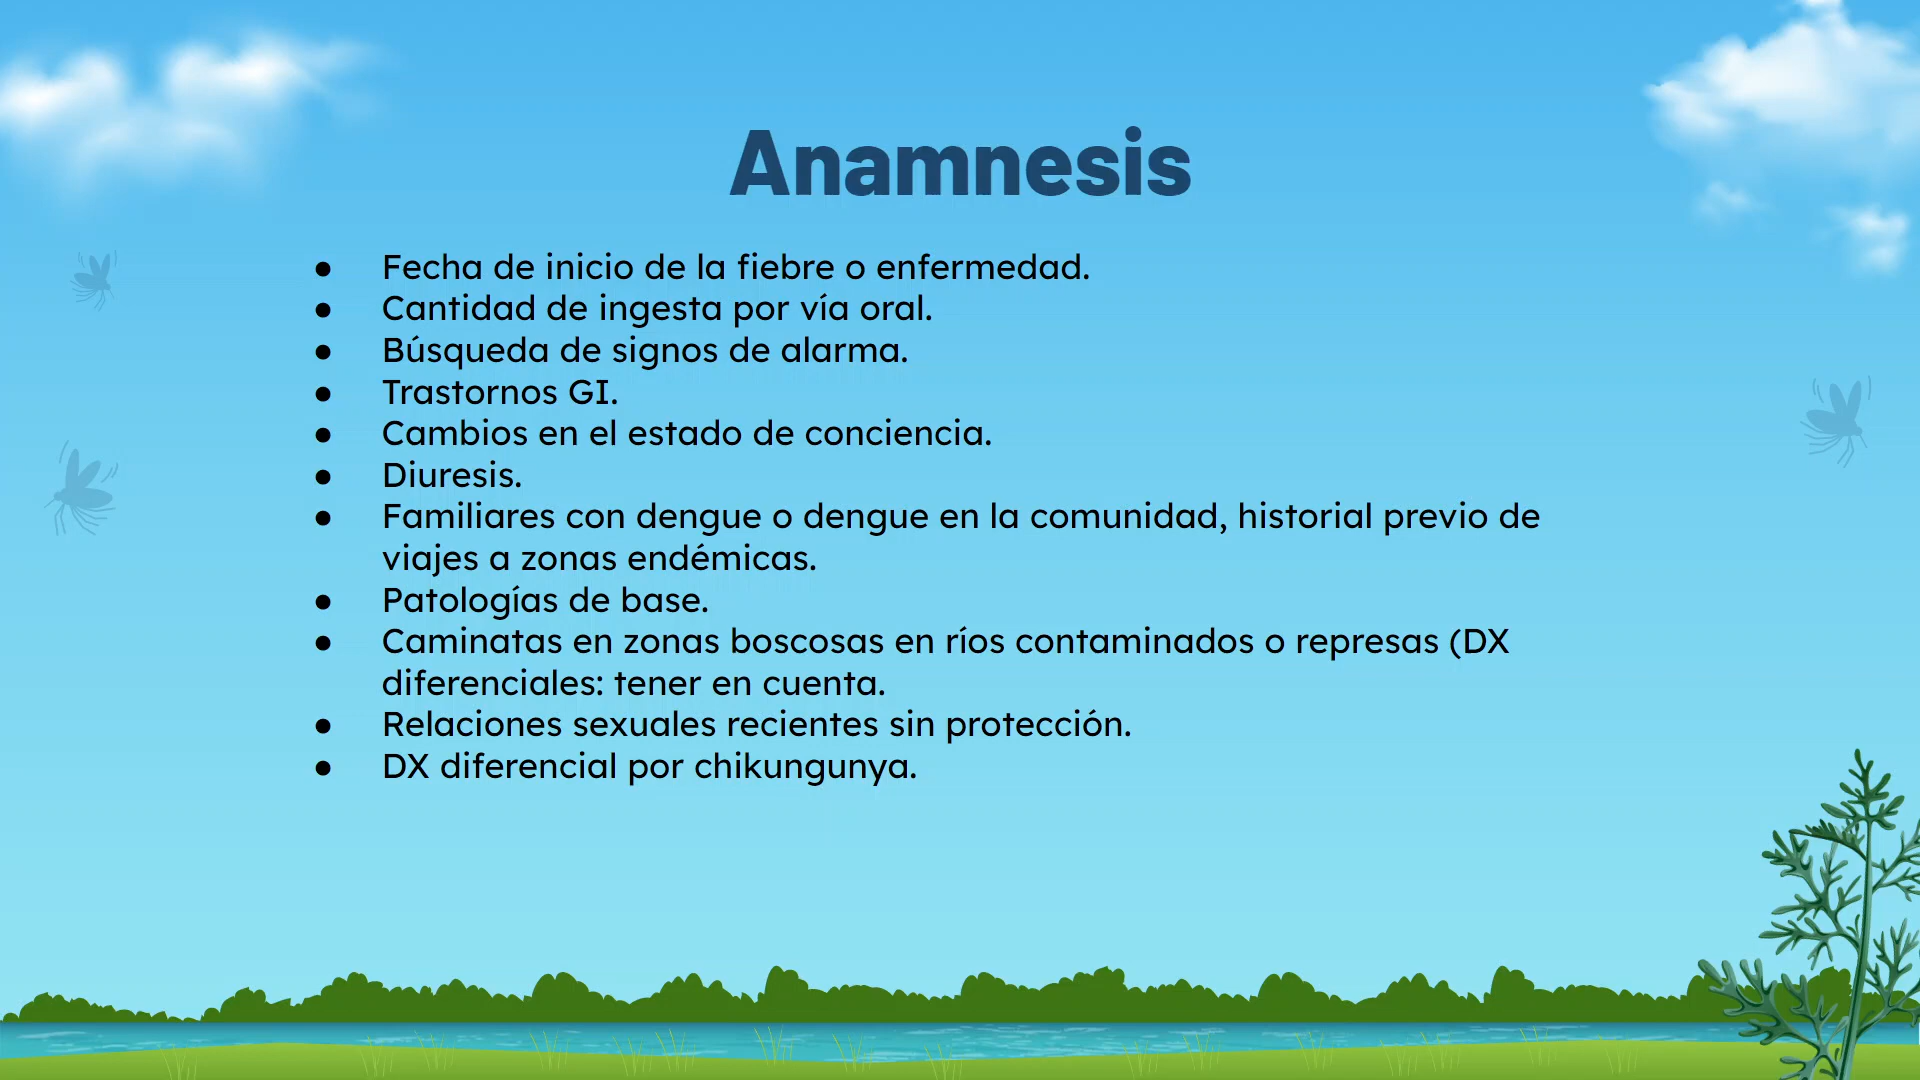 Anamnesis
● Fecha de inicio de la fiebre o enfermedad.
● Cantidad de ingesta por vía oral.
● Búsqueda de signos de alarma.
● Trastornos GI.
● Cambios en el estado de conciencia.
● Diuresis.
● Familiares con dengue o dengue en la comunidad, historial previo de
viajes a zonas endémicas.
● Patologías de base.
● Caminatas en zonas boscosas en ríos contaminados o represas (DX
diferenciales: tener en cuenta.
● Relaciones sexuales recientes sin protección.
● DX diferencial por chikungunya.